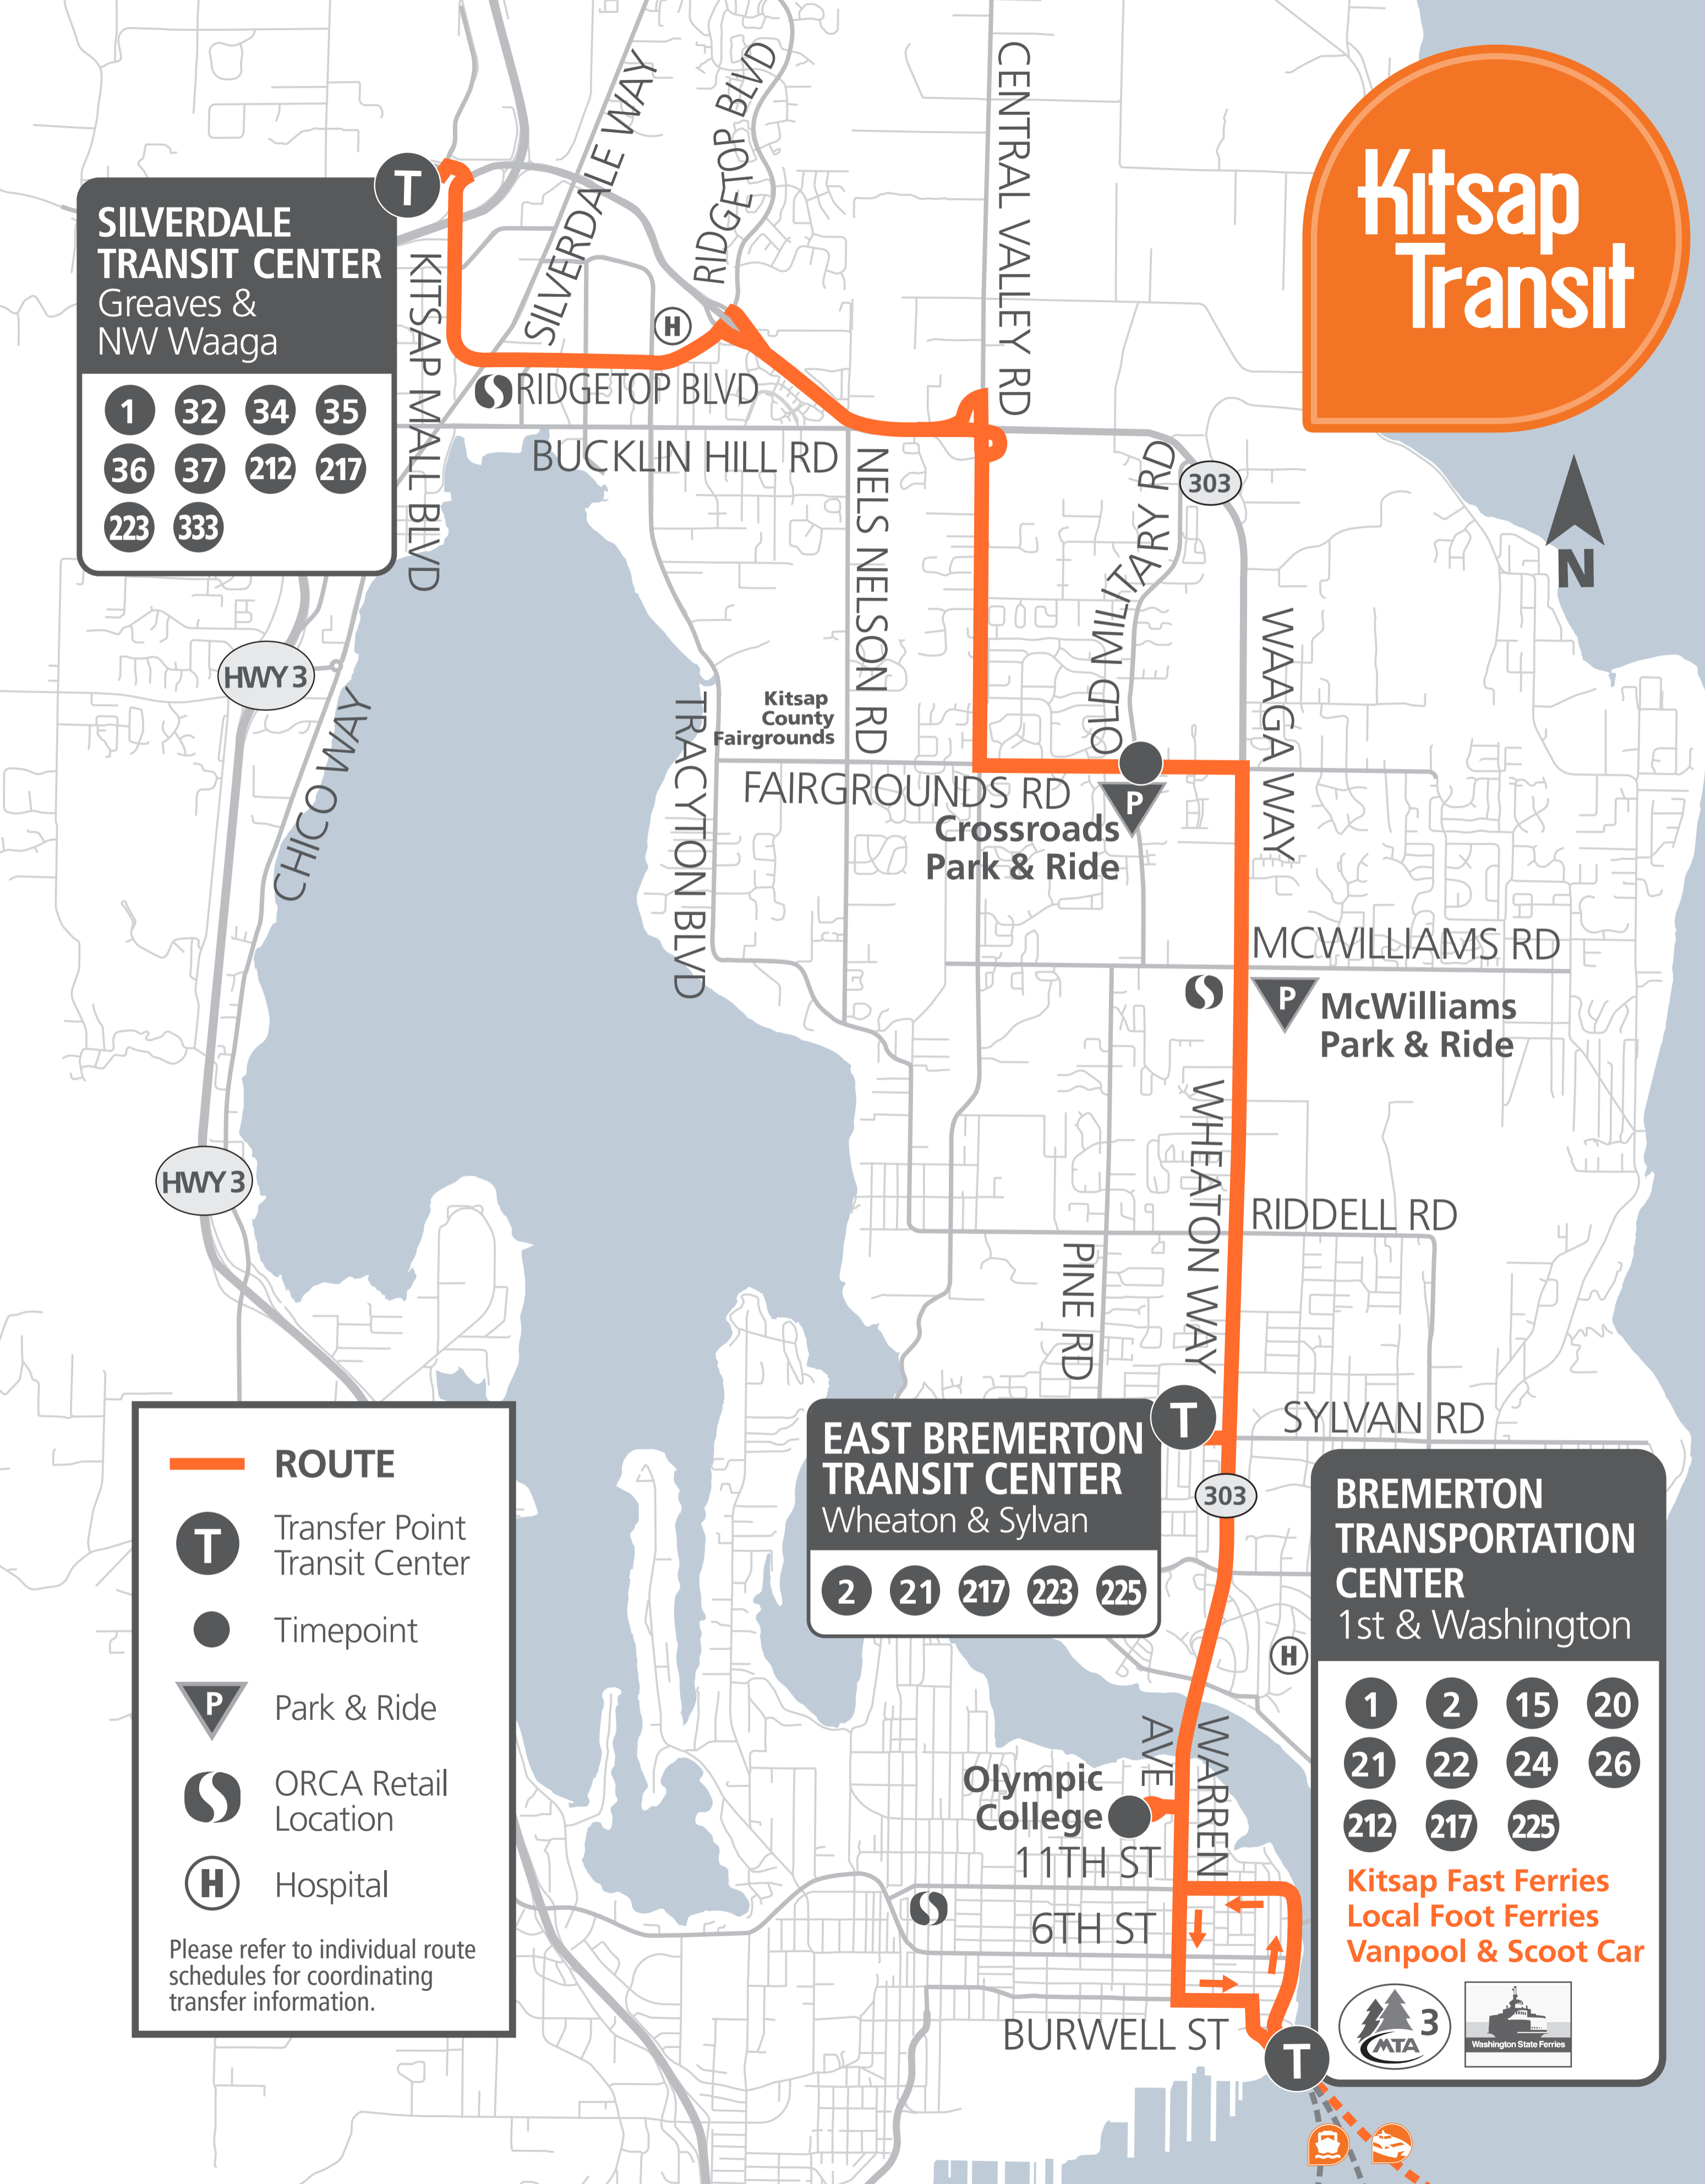 Kitsap
Transit
SILVERDALE WAY
RIDGETOP BLVD
CENTRAL VALLEY RD
T
SILVERDALE
TRANSIT CENTER
Greaves &
NW Waaga
1 32 34 35
36 37 212 217
223 333
KITSAP MALL BLVD
H
RIDGETOP BLVD
BUCKLIN HILL RD
NELS NELSON RD
OLD MILITARY RD
303
N
HWY 3
CHICO WAY
TRACYTON BLVD
Kitsap
County
Fairgrounds
WAAGA WAY
FAIRGROUNDS RD
P
Crossroads
Park & Ride
MCWILLIAMS RD
P
McWilliams
Park & Ride
WHEATON WAY
HWY 3
RIDDELL RD
PINE RD
T
SYLVAN RD
EAST BREMERTON
TRANSIT CENTER
Wheaton & Sylvan
2 21 217 223 225
303
BREMERTON
TRANSPORTATION
CENTER
1st & Washington
1 2 15 20
21 22 24 26
212 217 225
Kitsap Fast Ferries
Local Foot Ferries
Vanpool & Scoot Car
MTA 3
Washington State Ferries
H
WARREN
AVE
Olympic
College
11TH ST
6TH ST
BURWELL ST
T
ROUTE
T
Transfer Point
Transit Center
Timepoint
P
Park & Ride
ORCA Retail
Location
H
Hospital
Please refer to individual route
schedules for coordinating
transfer information.